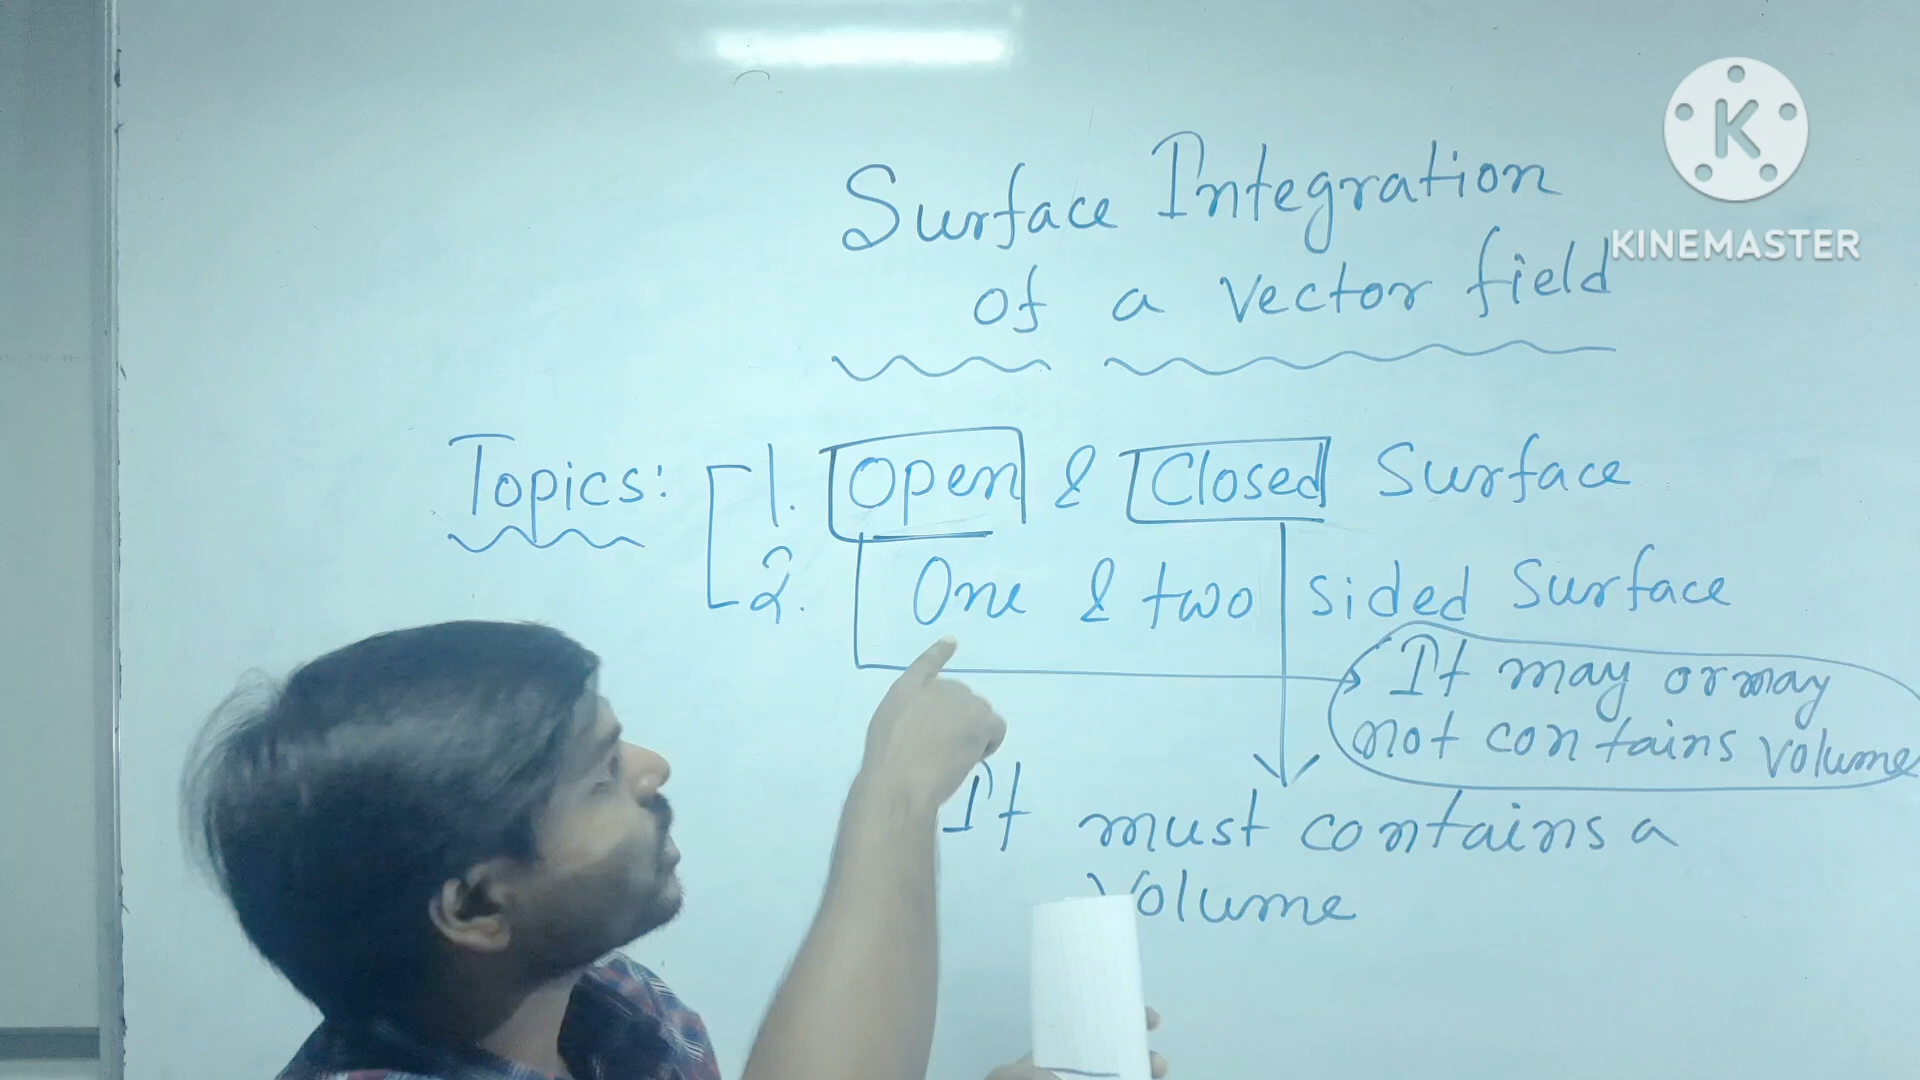 Surface Integration
of a vector field
KINEMASTER
Topics: 1. Open & Closed Surface
2. One & two sided Surface
It may or may
not contains volume
It must contains a
Volume